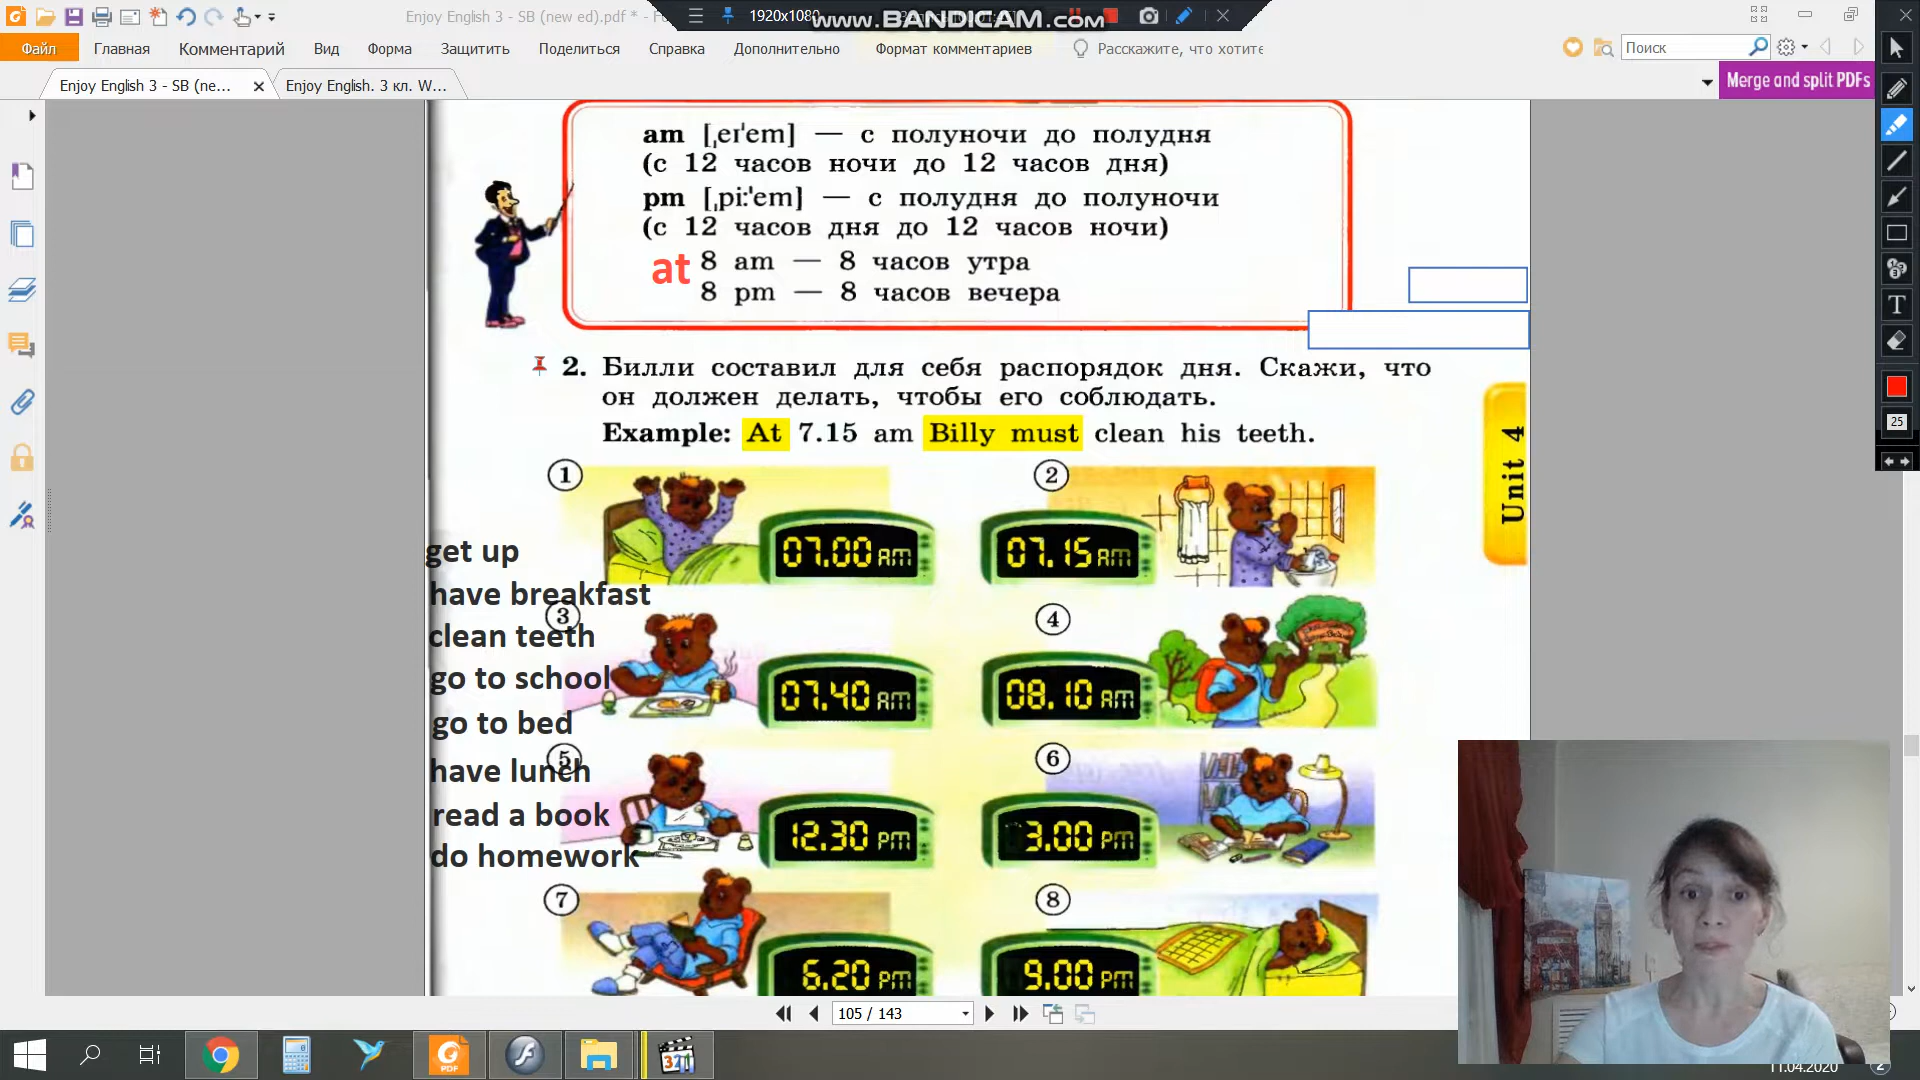 Enjoy English 3 - SB (new ed).pdf *
1920x1080
www.BANDICAM.com
Файл
Главная
Комментарий
Вид
Форма
Защитить
Поделиться
Справка
Дополнительно
Формат комментариев
Расскажите, что хотите
Поиск
Enjoy English 3 - SB (ne...
Enjoy English. 3 кл. W...
Merge and split PDFs
am [ˌeɪ'em] — с полуночи до полудня
(с 12 часов ночи до 12 часов дня)
pm [ˌpi:'em] — с полудня до полуночи
(с 12 часов дня до 12 часов ночи)
at
8 am — 8 часов утра
8 pm — 8 часов вечера
2. Билли составил для себя распорядок дня. Скажи, что
он должен делать, чтобы его соблюдать.
Example: At 7.15 am Billy must clean his teeth.
Unit 4
25
1
07.00 AM
2
07.15 AM
3
07.40 AM
4
08.10 AM
5
12.30 PM
6
3.00 PM
7
6.20 PM
8
9.00 PM
get up
have breakfast
clean teeth
go to school
go to bed
have lunch
read a book
do homework
105 / 143
PDF
321
11.04.2020
2